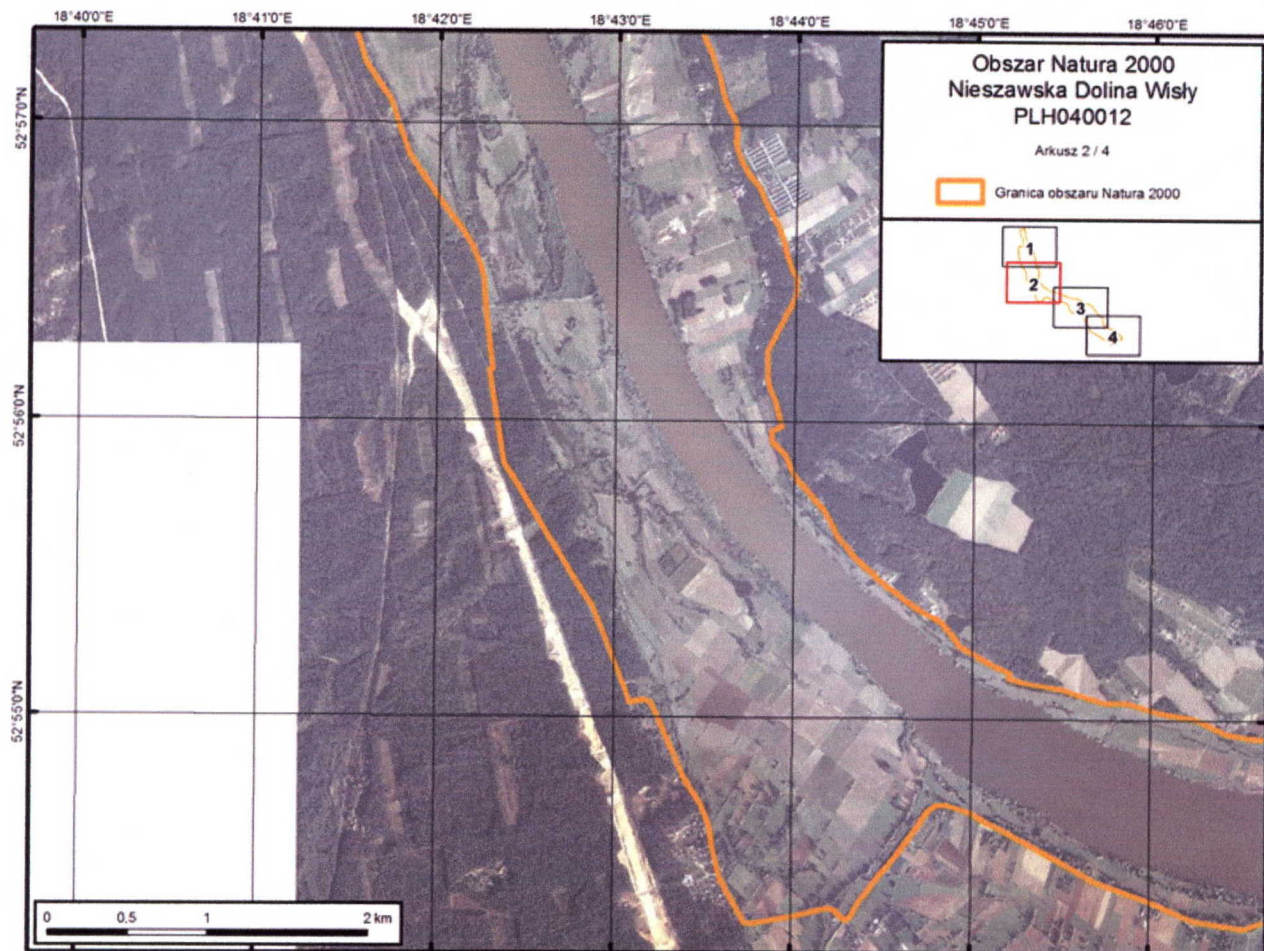 18°40'0"E
18°41'0"E
18°42'0"E
18°43'0"E
18°44'0"E
18°45'0"E
18°46'0"E
52°57'0"N
52°56'0"N
52°55'0"N
Obszar Natura 2000
Nieszawska Dolina Wisły
PLH040012
Arkusz 2 / 4
Granica obszaru Natura 2000
1
2
3
4
0 0,5 1 2 km